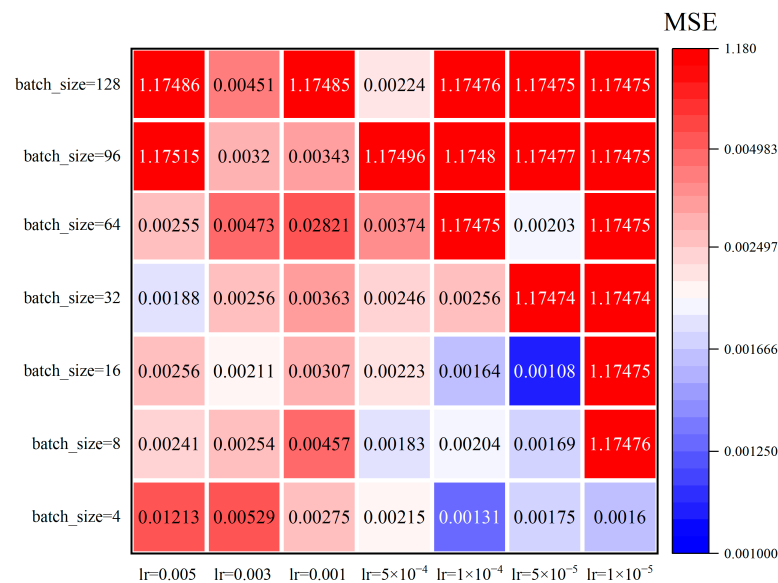 MSE
batch_size=128 1.17486 0.00451 1.17485 0.00224 1.17476 1.17475 1.17475
batch_size=96 1.17515 0.0032 0.00343 1.17496 1.1748 1.17477 1.17475
batch_size=64 0.00255 0.00473 0.02821 0.00374 1.17475 0.00203 1.17475
batch_size=32 0.00188 0.00256 0.00363 0.00246 0.00256 1.17474 1.17474
batch_size=16 0.00256 0.00211 0.00307 0.00223 0.00164 0.00108 1.17475
batch_size=8 0.00241 0.00254 0.00457 0.00183 0.00204 0.00169 1.17476
batch_size=4 0.01213 0.00529 0.00275 0.00215 0.00131 0.00175 0.0016
lr=0.005 lr=0.003 lr=0.001 lr=5×10⁻⁴ lr=1×10⁻⁴ lr=5×10⁻⁵ lr=1×10⁻⁵
1.180
0.004983
0.002497
0.001666
0.001250
0.001000